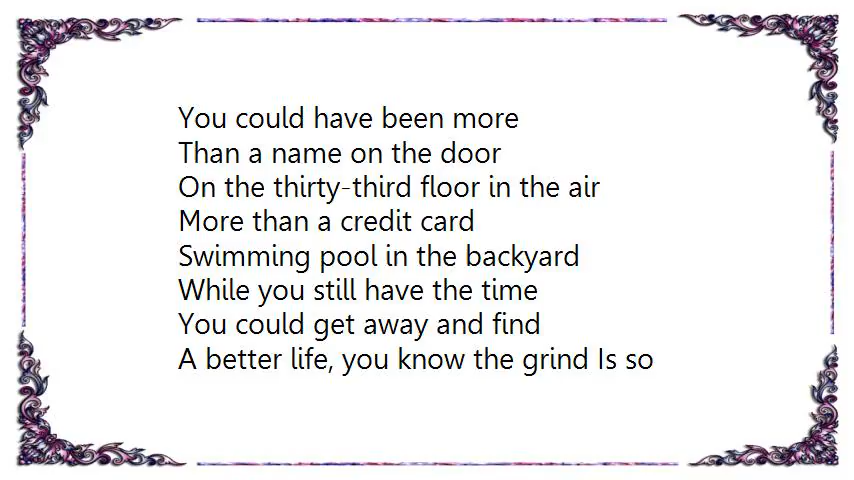 You could have been more
Than a name on the door
On the thirty-third floor in the air
More than a credit card
Swimming pool in the backyard
While you still have the time
You could get away and find
A better life, you know the grind Is so